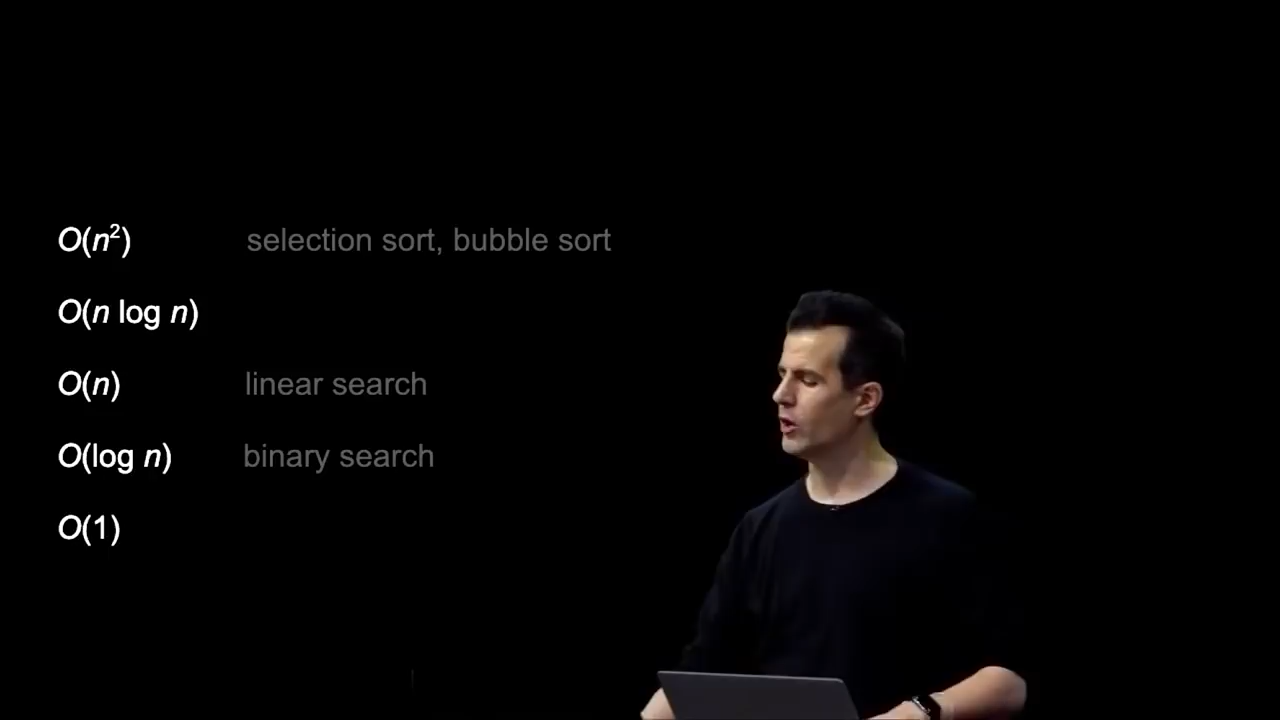 O(n²) selection sort, bubble sort
O(n log n)
O(n) linear search
O(log n) binary search
O(1)